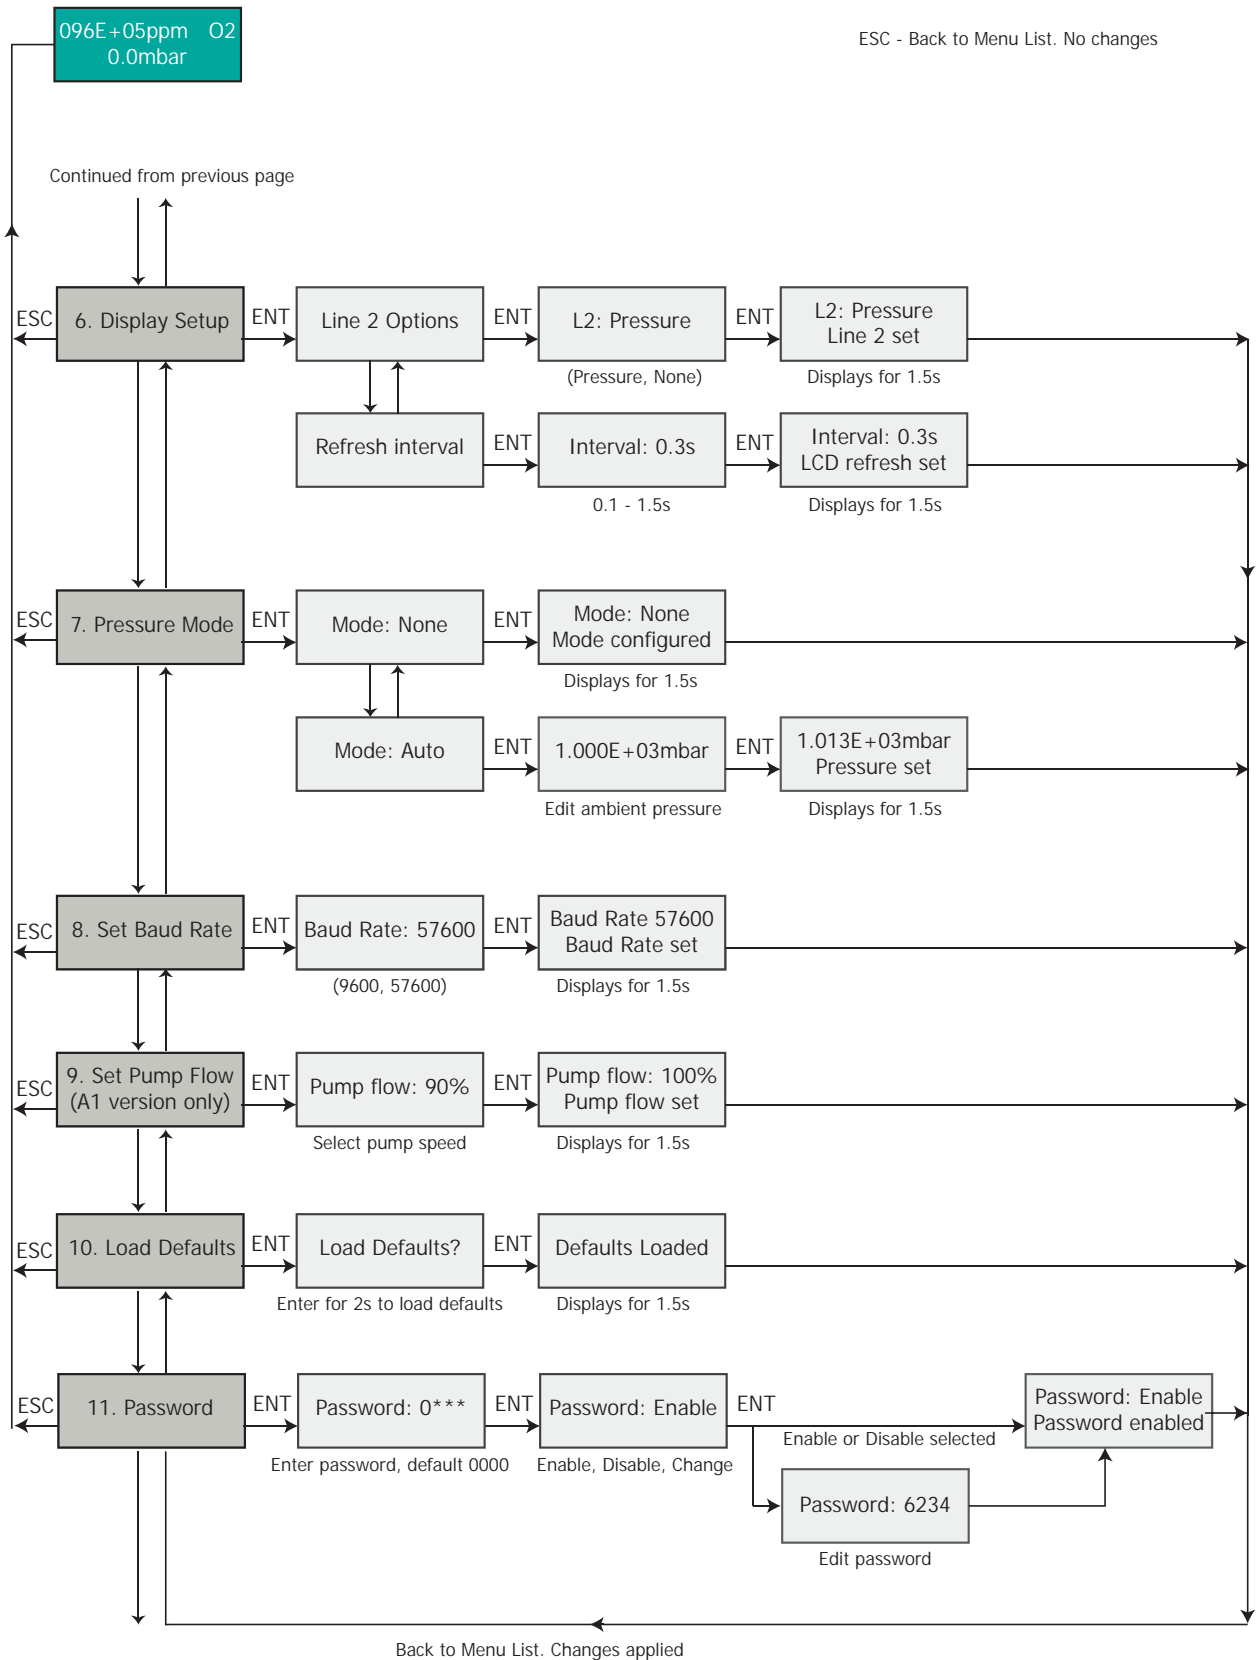 096E+05ppm O2
0.0mbar
ESC - Back to Menu List. No changes
Continued from previous page
ESC
6. Display Setup
ENT
Line 2 Options
ENT
L2: Pressure
(Pressure, None)
ENT
L2: Pressure
Line 2 set
Displays for 1.5s
Refresh interval
ENT
Interval: 0.3s
0.1 - 1.5s
ENT
Interval: 0.3s
LCD refresh set
Displays for 1.5s
ESC
7. Pressure Mode
ENT
Mode: None
ENT
Mode: None
Mode configured
Displays for 1.5s
Mode: Auto
ENT
1.000E+03mbar
Edit ambient pressure
ENT
1.013E+03mbar
Pressure set
Displays for 1.5s
ESC
8. Set Baud Rate
ENT
Baud Rate: 57600
(9600, 57600)
ENT
Baud Rate 57600
Baud Rate set
Displays for 1.5s
ESC
9. Set Pump Flow
(A1 version only)
ENT
Pump flow: 90%
Select pump speed
ENT
Pump flow: 100%
Pump flow set
Displays for 1.5s
ESC
10. Load Defaults
ENT
Load Defaults?
Enter for 2s to load defaults
ENT
Defaults Loaded
Displays for 1.5s
ESC
11. Password
ENT
Password: 0***
Enter password, default 0000
ENT
Password: Enable
Enable, Disable, Change
ENT
Enable or Disable selected
Password: Enable
Password enabled
Password: 6234
Edit password
Back to Menu List. Changes applied